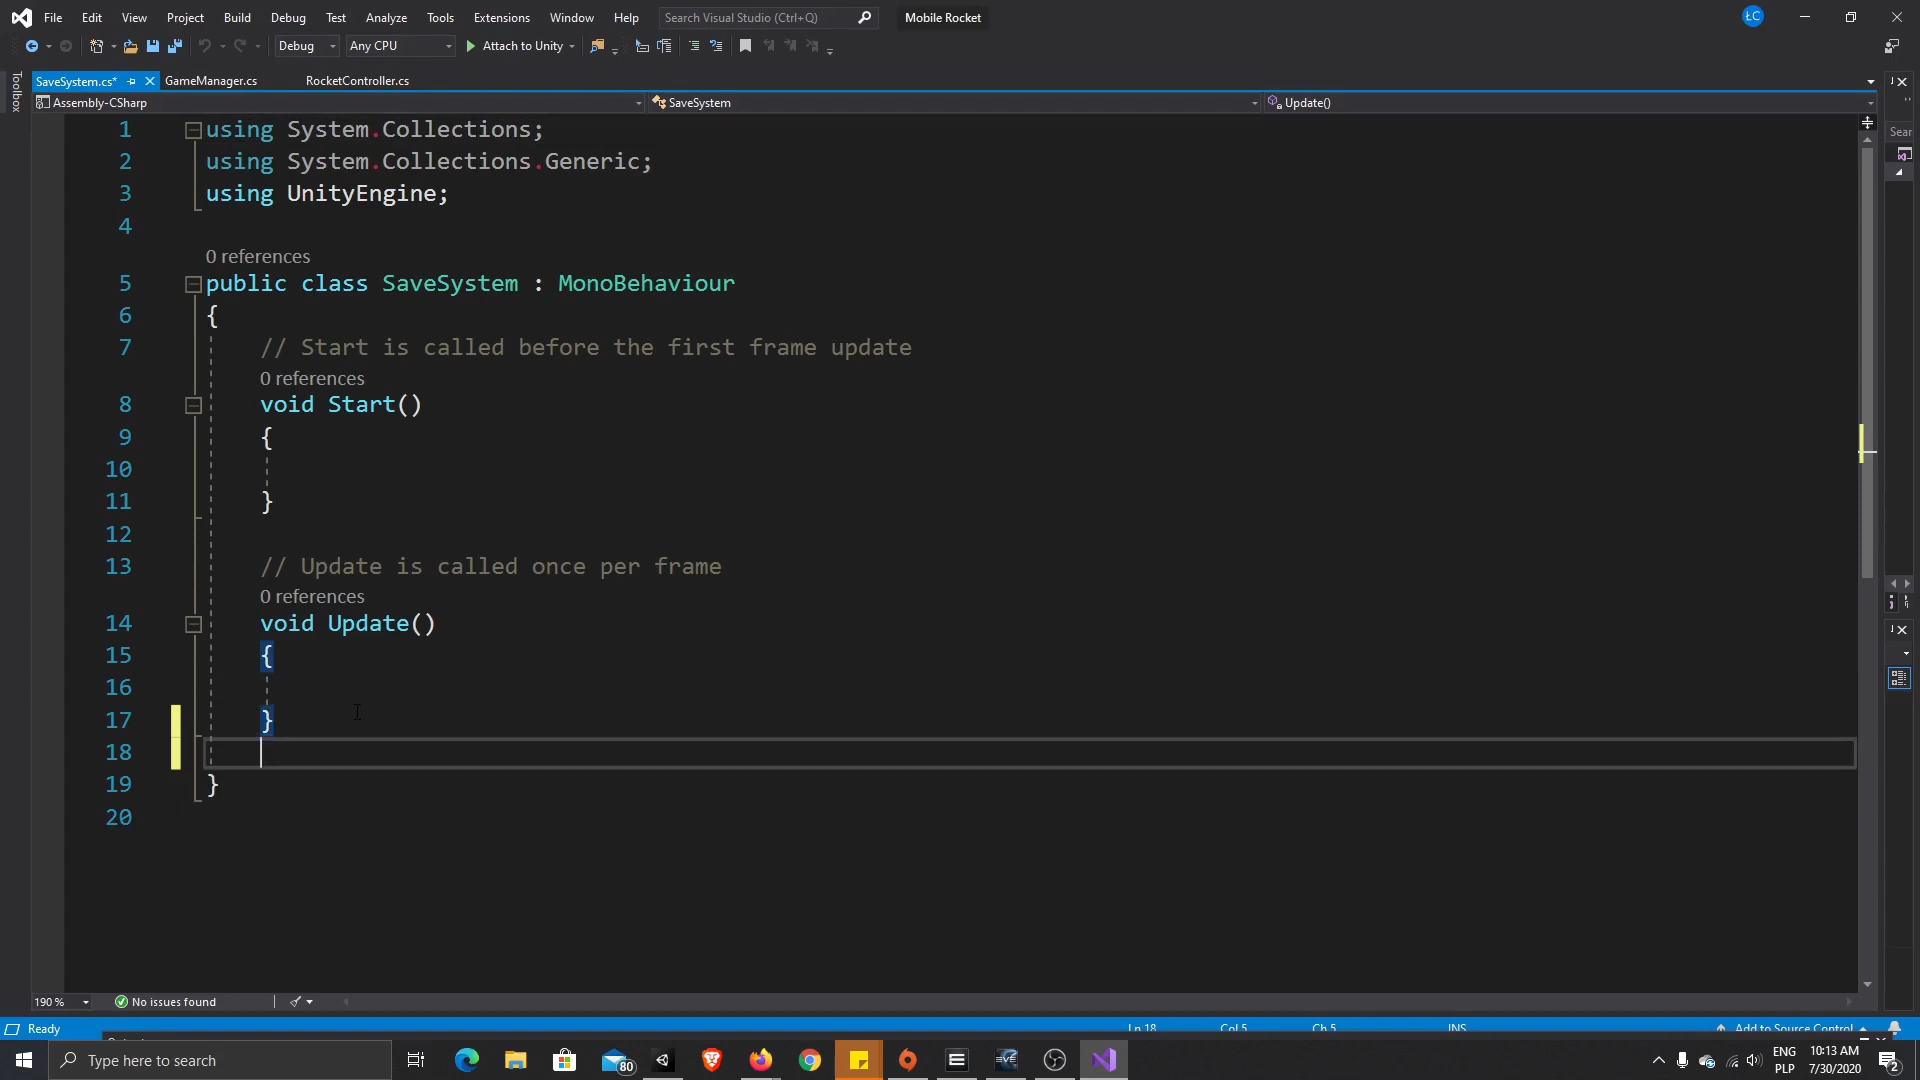 File Edit View Project Build Debug Test Analyze Tools Extensions Window Help Search Visual Studio (Ctrl+Q) Mobile Rocket ŁC
Debug Any CPU Attach to Unity
Toolbox
SaveSystem.cs* GameManager.cs RocketController.cs
Assembly-CSharp SaveSystem Update()
Sear
1 using System.Collections;
2 using System.Collections.Generic;
3 using UnityEngine;
4
0 references
5 public class SaveSystem : MonoBehaviour
6 {
7 // Start is called before the first frame update
0 references
8 void Start()
9 {
10
11 }
12
13 // Update is called once per frame
0 references
14 void Update()
15 {
16
17 }
18
19 }
20
190 % No issues found
Ready Ln 18 Col 5 Ch 5 INS Add to Source Control
Type here to search 80 ENG 10:13 AM
PLP 7/30/2020 2